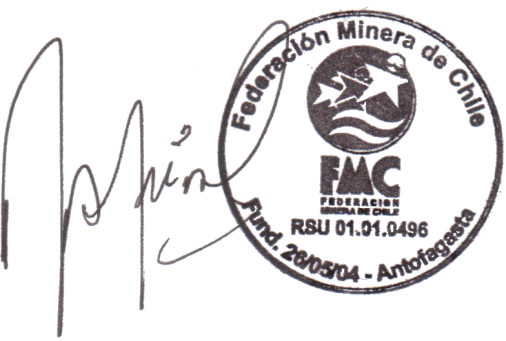 Federación Minera de Chile
FMC
FEDERACION
MINERA DE CHILE
RSU 01.01.0496
Fund. 26/05/04 - Antofagasta